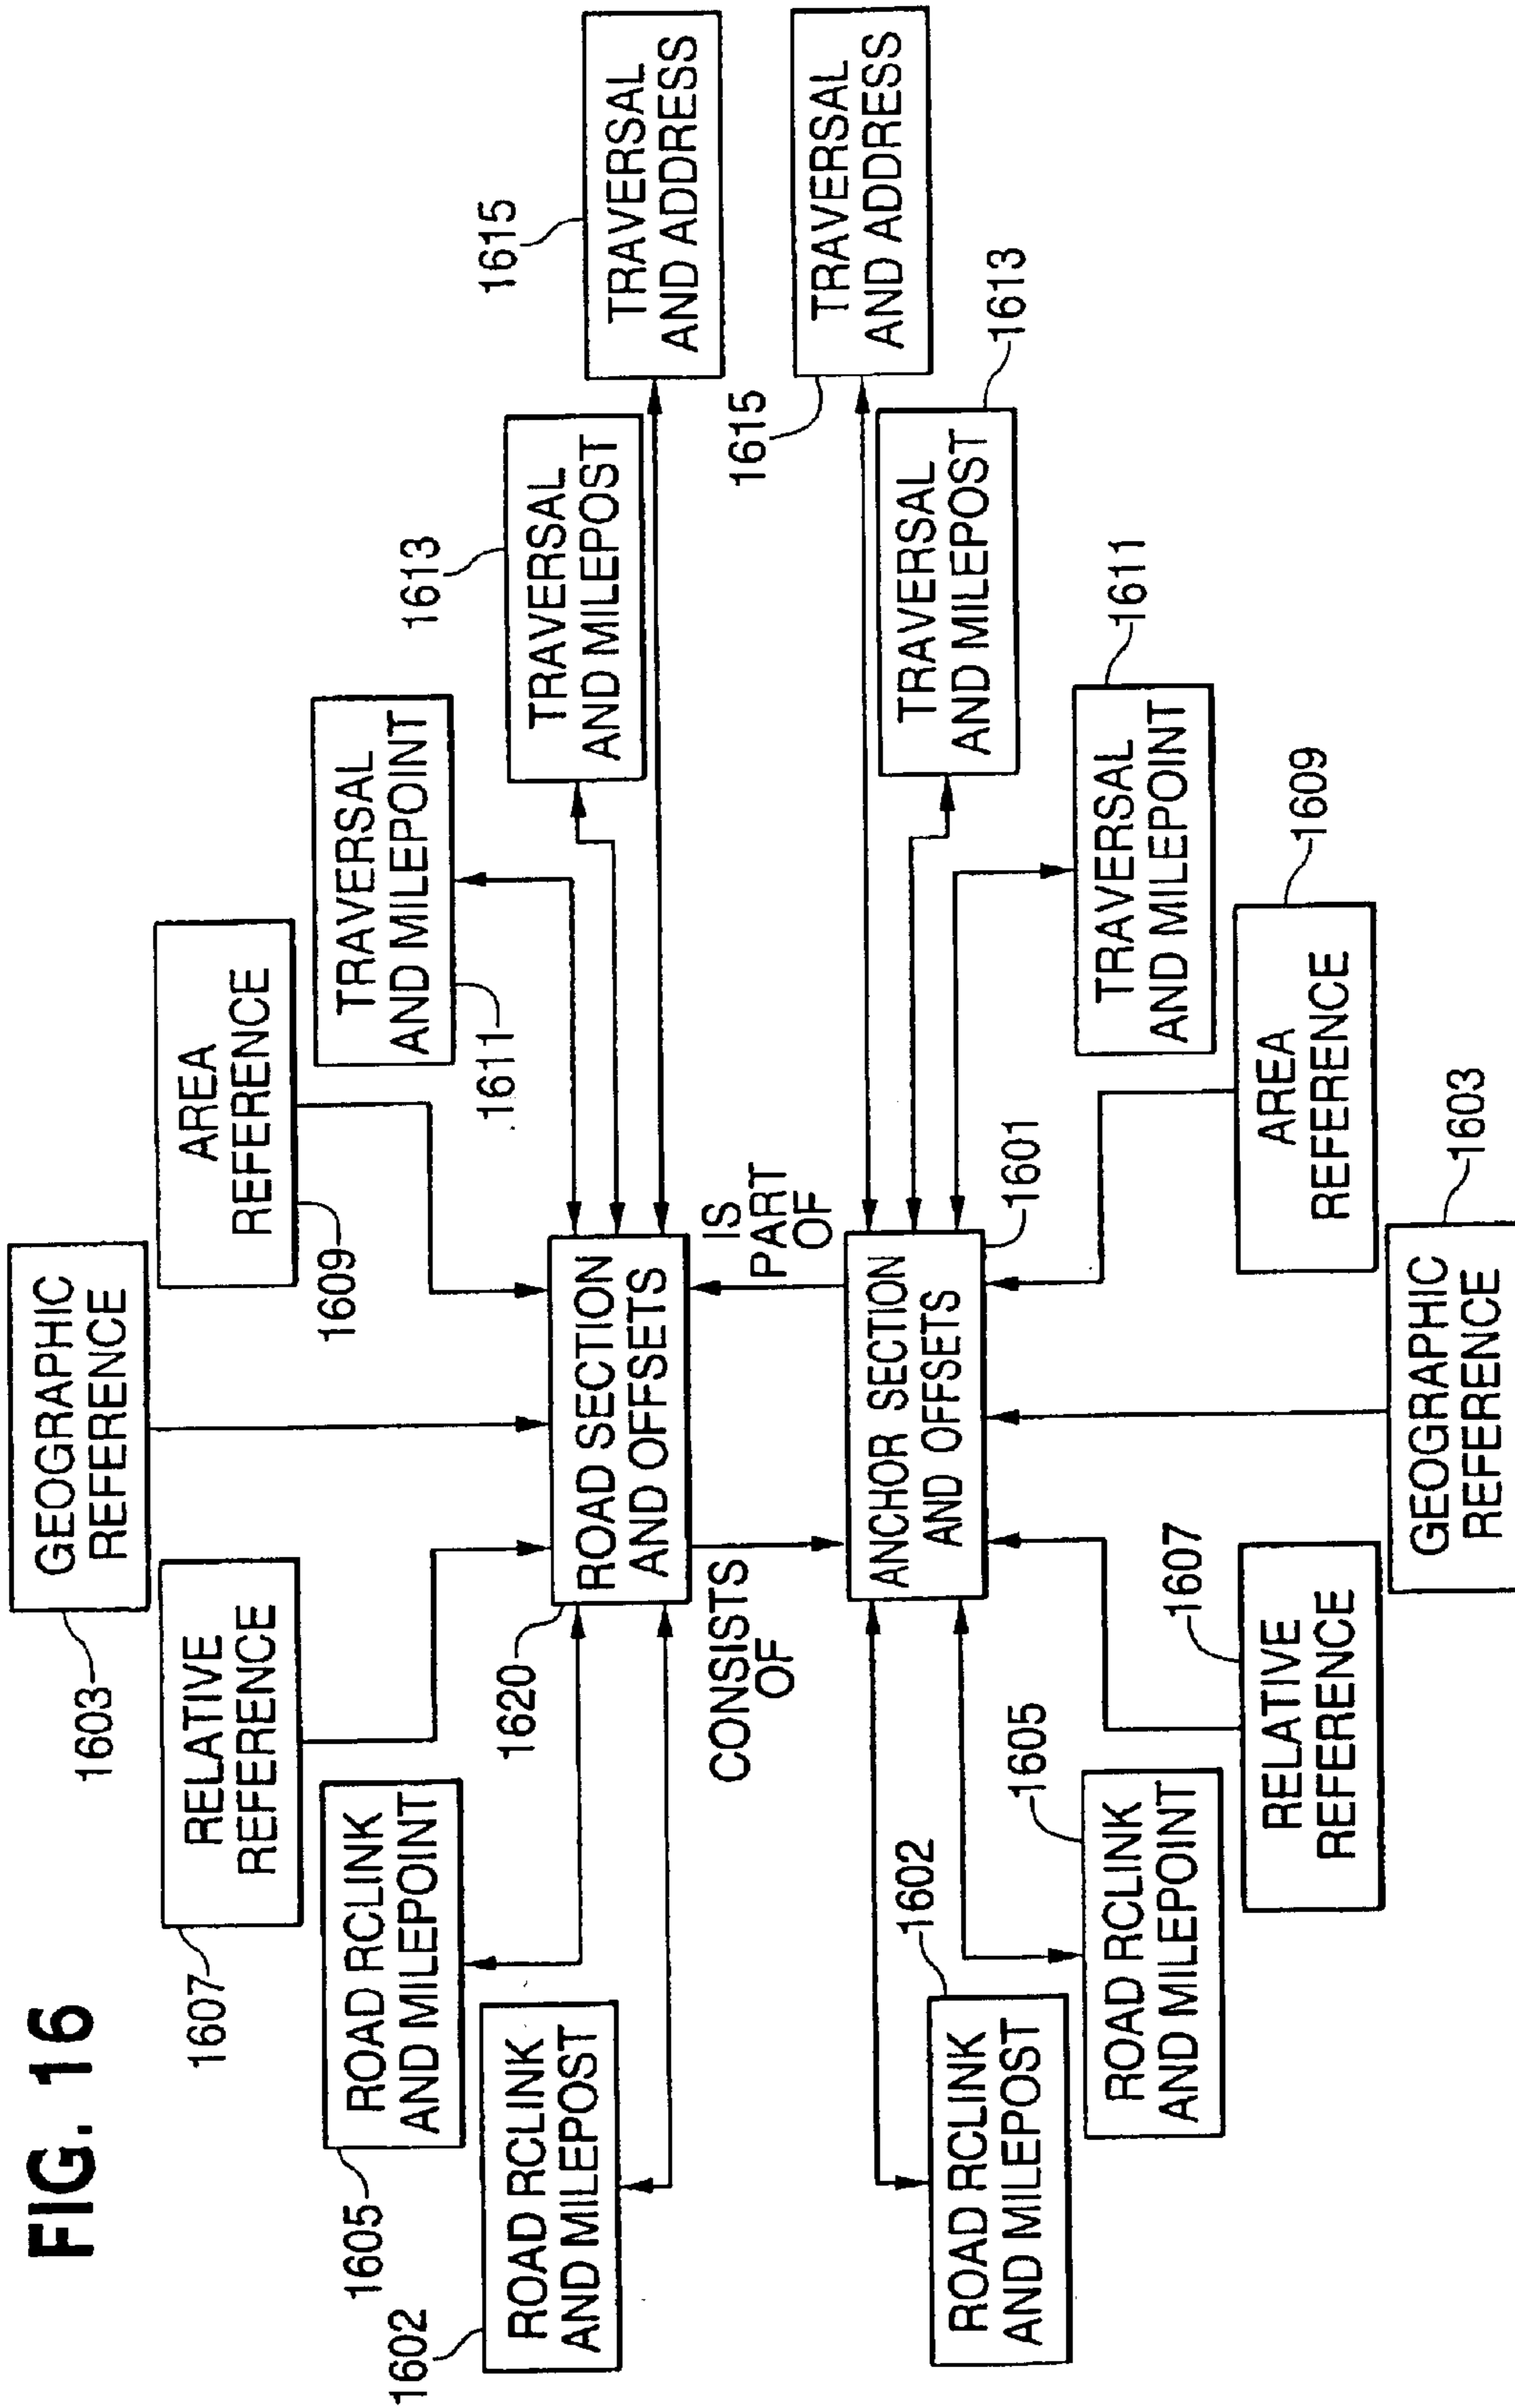 FIG. 16
1603
GEOGRAPHIC
REFERENCE
1607
RELATIVE
REFERENCE
AREA
REFERENCE
1609
1605
ROAD RCLINK
AND MILEPOINT
TRAVERSAL
AND MILEPOINT
1611
1602
ROAD RCLINK
AND MILEPOST
1620
ROAD SECTION
AND OFFSETS
1613
TRAVERSAL
AND MILEPOST
1615
TRAVERSAL
AND ADDRESS
CONSISTS
OF
IS
PART
OF
1602
ROAD RCLINK
AND MILEPOST
ANCHOR SECTION
AND OFFSETS
1601
1615
TRAVERSAL
AND ADDRESS
TRAVERSAL
AND MILEPOST
1613
1605
ROAD RCLINK
AND MILEPOINT
TRAVERSAL
AND MILEPOINT
1611
1607
RELATIVE
REFERENCE
AREA
REFERENCE
1609
GEOGRAPHIC
REFERENCE
1603